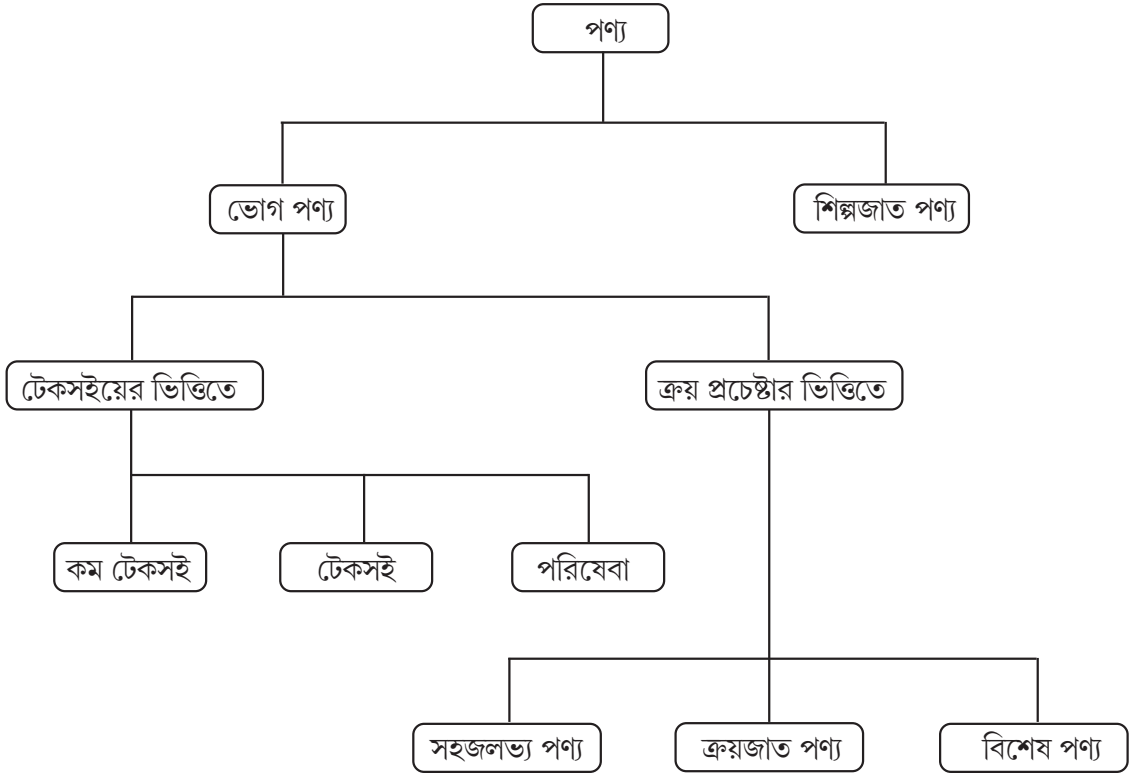 পণ্য
ভোগ পণ্য
শিল্পজাত পণ্য
টেকসইয়ের ভিত্তিতে
ক্রয় প্রচেষ্টার ভিত্তিতে
কম টেকসই
টেকসই
পরিষেবা
সহজলভ্য পণ্য
ক্রয়জাত পণ্য
বিশেষ পণ্য